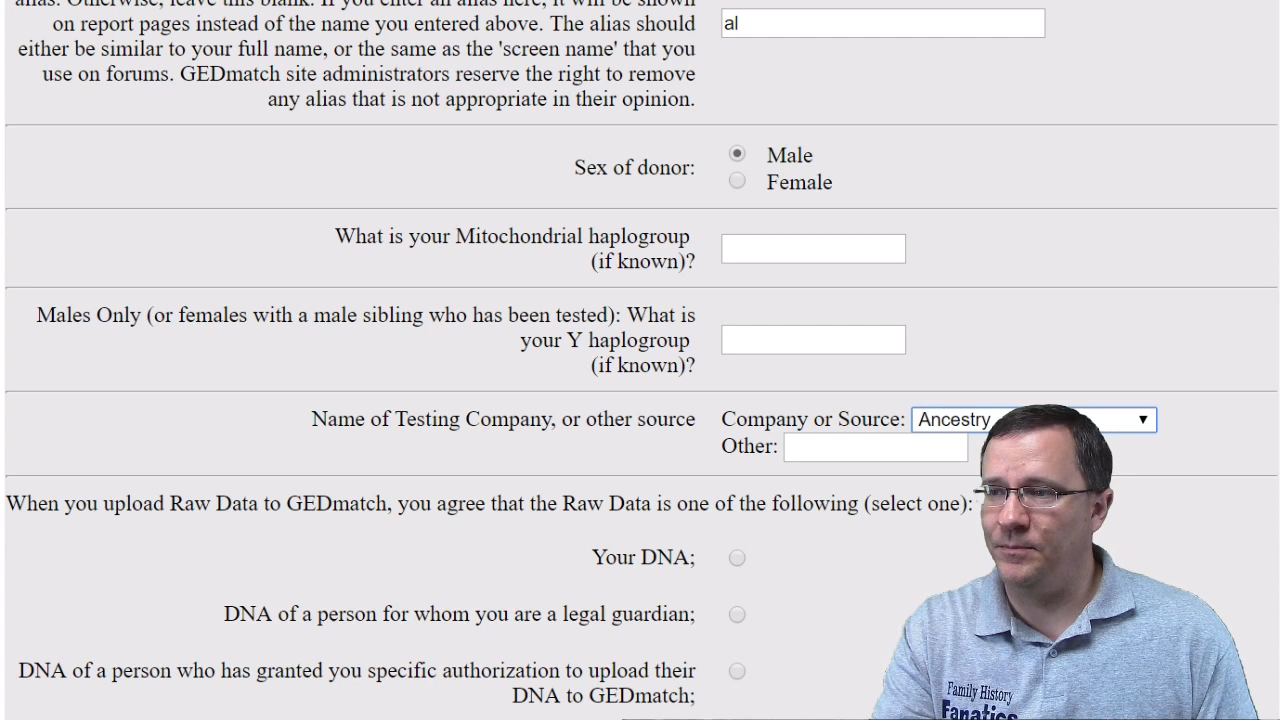 alias. Otherwise, leave this blank. If you enter an alias here, it will be shown
on report pages instead of the name you entered above. The alias should
either be similar to your full name, or the same as the 'screen name' that you
use on forums. GEDmatch site administrators reserve the right to remove
any alias that is not appropriate in their opinion.
al
Sex of donor:
Male
Female
What is your Mitochondrial haplogroup
(if known)?
Males Only (or females with a male sibling who has been tested): What is
your Y haplogroup
(if known)?
Name of Testing Company, or other source
Company or Source: Ancestry
Other:
When you upload Raw Data to GEDmatch, you agree that the Raw Data is one of the following (select one):
Your DNA;
DNA of a person for whom you are a legal guardian;
DNA of a person who has granted you specific authorization to upload their
DNA to GEDmatch;
Family History
Fanatics